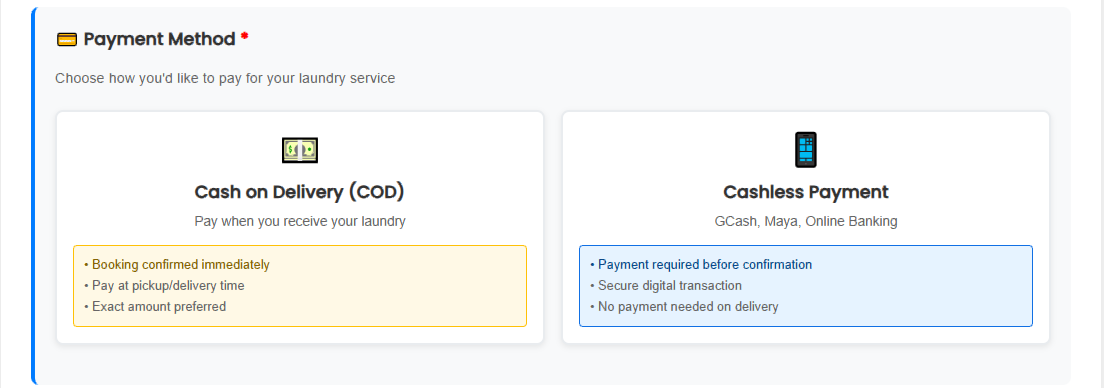 Payment Method *
Choose how you'd like to pay for your laundry service
Cash on Delivery (COD)
Pay when you receive your laundry
• Booking confirmed immediately
• Pay at pickup/delivery time
• Exact amount preferred
Cashless Payment
GCash, Maya, Online Banking
• Payment required before confirmation
• Secure digital transaction
• No payment needed on delivery